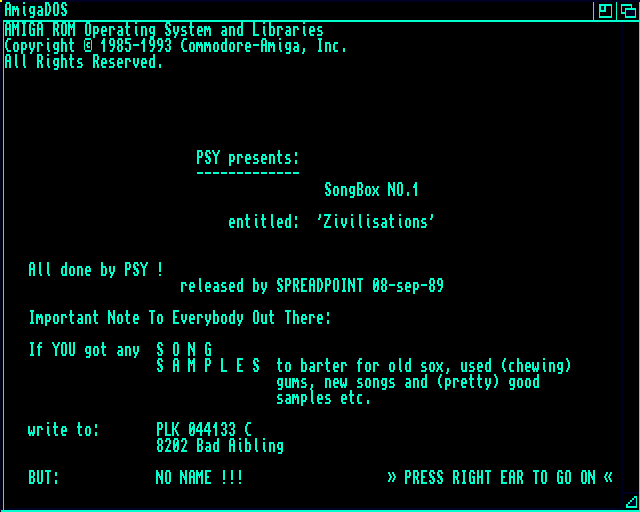 AmigaDOS
AMIGA ROM Operating System and Libraries
Copyright © 1985-1993 Commodore-Amiga, Inc.
All Rights Reserved.
PSY presents:
-------------
SongBox NO.1
entitled: 'Zivilisations'
All done by PSY !
released by SPREADPOINT 08-sep-89
Important Note To Everybody Out There:
If YOU got any S O N G
S A M P L E S to barter for old sox, used (chewing)
gums, new songs and (pretty) good
samples etc.
write to: PLK 044133 C
8202 Bad Aibling
BUT: NO NAME !!! » PRESS RIGHT EAR TO GO ON «